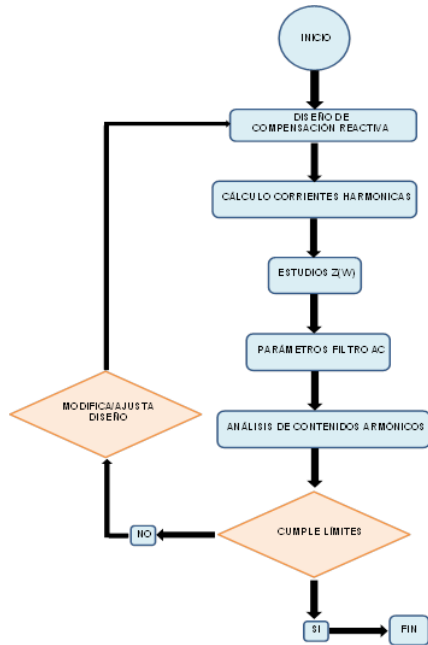 INICIO
DISEÑO DE
COMPENSACIÓN REACTIVA
CÁLCULO CORRIENTES HARMONICAS
ESTUDIOS Z(W)
PARÁMETROS FILTRO AC
MODIFICA/AJUSTA
DISEÑO
ANÁLISIS DE CONTENIDOS ARMÓNICOS
CUMPLE LÍMITES
NO
SI
FIN